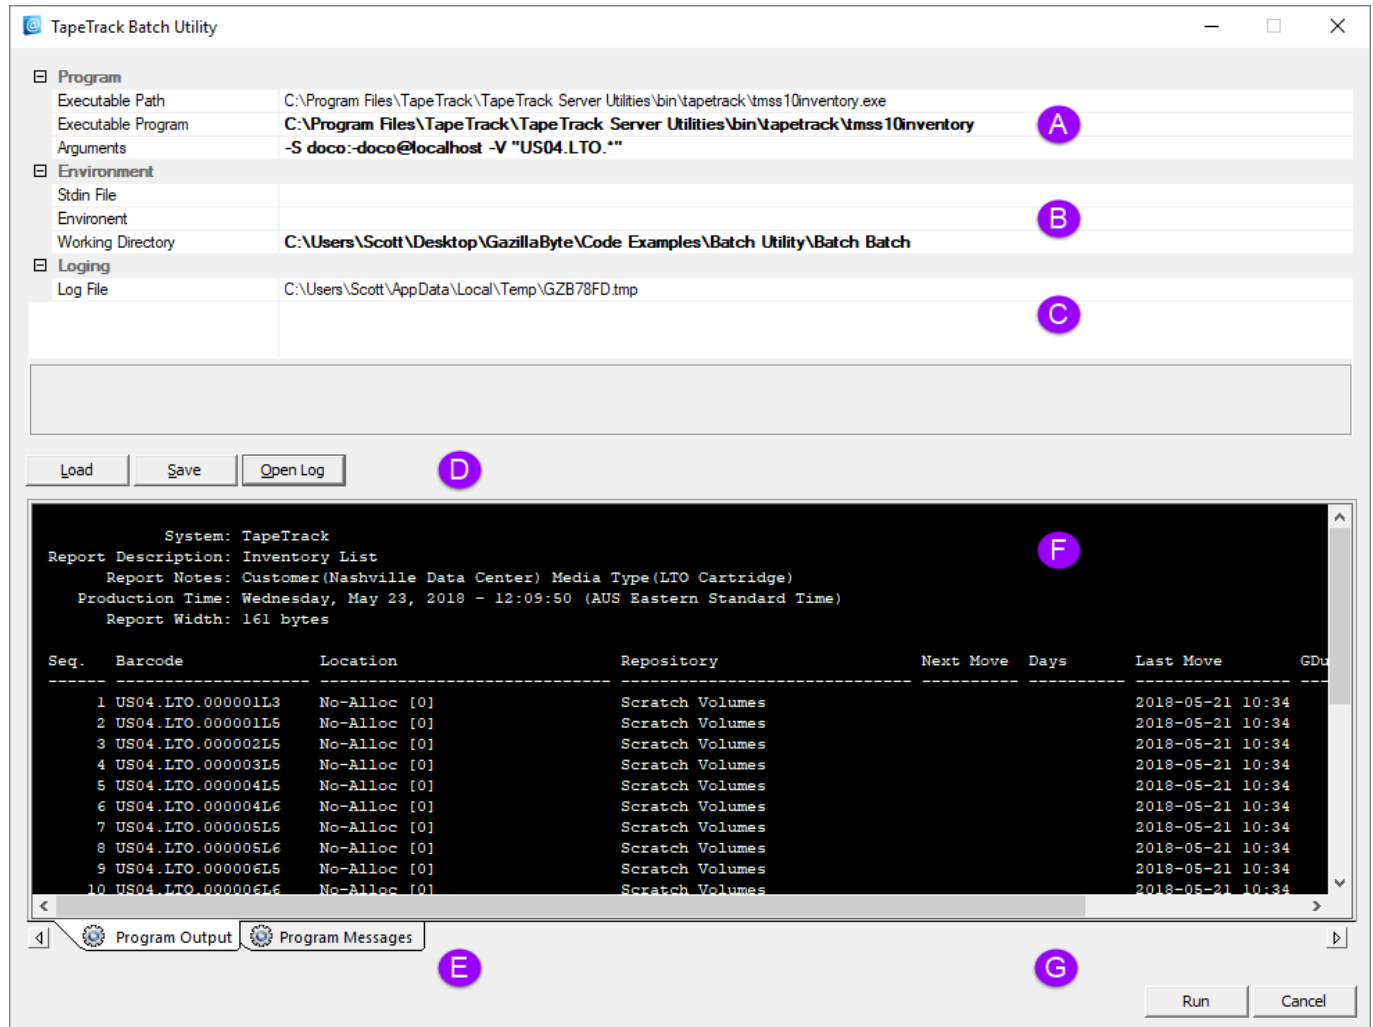 TapeTrack Batch Utility
Program
Executable Path C:\Program Files\TapeTrack\TapeTrack Server Utilities\bin\tapetrack\tmss10inventory.exe
Executable Program C:\Program Files\TapeTrack\TapeTrack Server Utilities\bin\tapetrack\tmss10inventory
A
Arguments -S doco:-doco@localhost -V "US04.LTO.*"
Environment
Stdin File
Environent
B
Working Directory C:\Users\Scott\Desktop\GazillaByte\Code Examples\Batch Utility\Batch Batch
Loging
Log File C:\Users\Scott\AppData\Local\Temp\GZB78FD.tmp
C
Load Save Open Log D
System: TapeTrack
Report Description: Inventory List
F
Report Notes: Customer(Nashville Data Center) Media Type(LTO Cartridge)
Production Time: Wednesday, May 23, 2018 - 12:09:50 (AUS Eastern Standard Time)
Report Width: 161 bytes
Seq. Barcode Location Repository Next Move Days Last Move GDu
------ -------------------- ------------------------------ ------------------------------ ---------- ---------- ---------------- ---
1 US04.LTO.000001L3 No-Alloc [0] Scratch Volumes 2018-05-21 10:34
2 US04.LTO.000001L5 No-Alloc [0] Scratch Volumes 2018-05-21 10:34
3 US04.LTO.000002L5 No-Alloc [0] Scratch Volumes 2018-05-21 10:34
4 US04.LTO.000003L5 No-Alloc [0] Scratch Volumes 2018-05-21 10:34
5 US04.LTO.000004L5 No-Alloc [0] Scratch Volumes 2018-05-21 10:34
6 US04.LTO.000004L6 No-Alloc [0] Scratch Volumes 2018-05-21 10:34
7 US04.LTO.000005L5 No-Alloc [0] Scratch Volumes 2018-05-21 10:34
8 US04.LTO.000005L6 No-Alloc [0] Scratch Volumes 2018-05-21 10:34
9 US04.LTO.000006L5 No-Alloc [0] Scratch Volumes 2018-05-21 10:34
10 US04.LTO.000006L6 No-Alloc [0] Scratch Volumes 2018-05-21 10:34
Program Output Program Messages
E G
Run Cancel